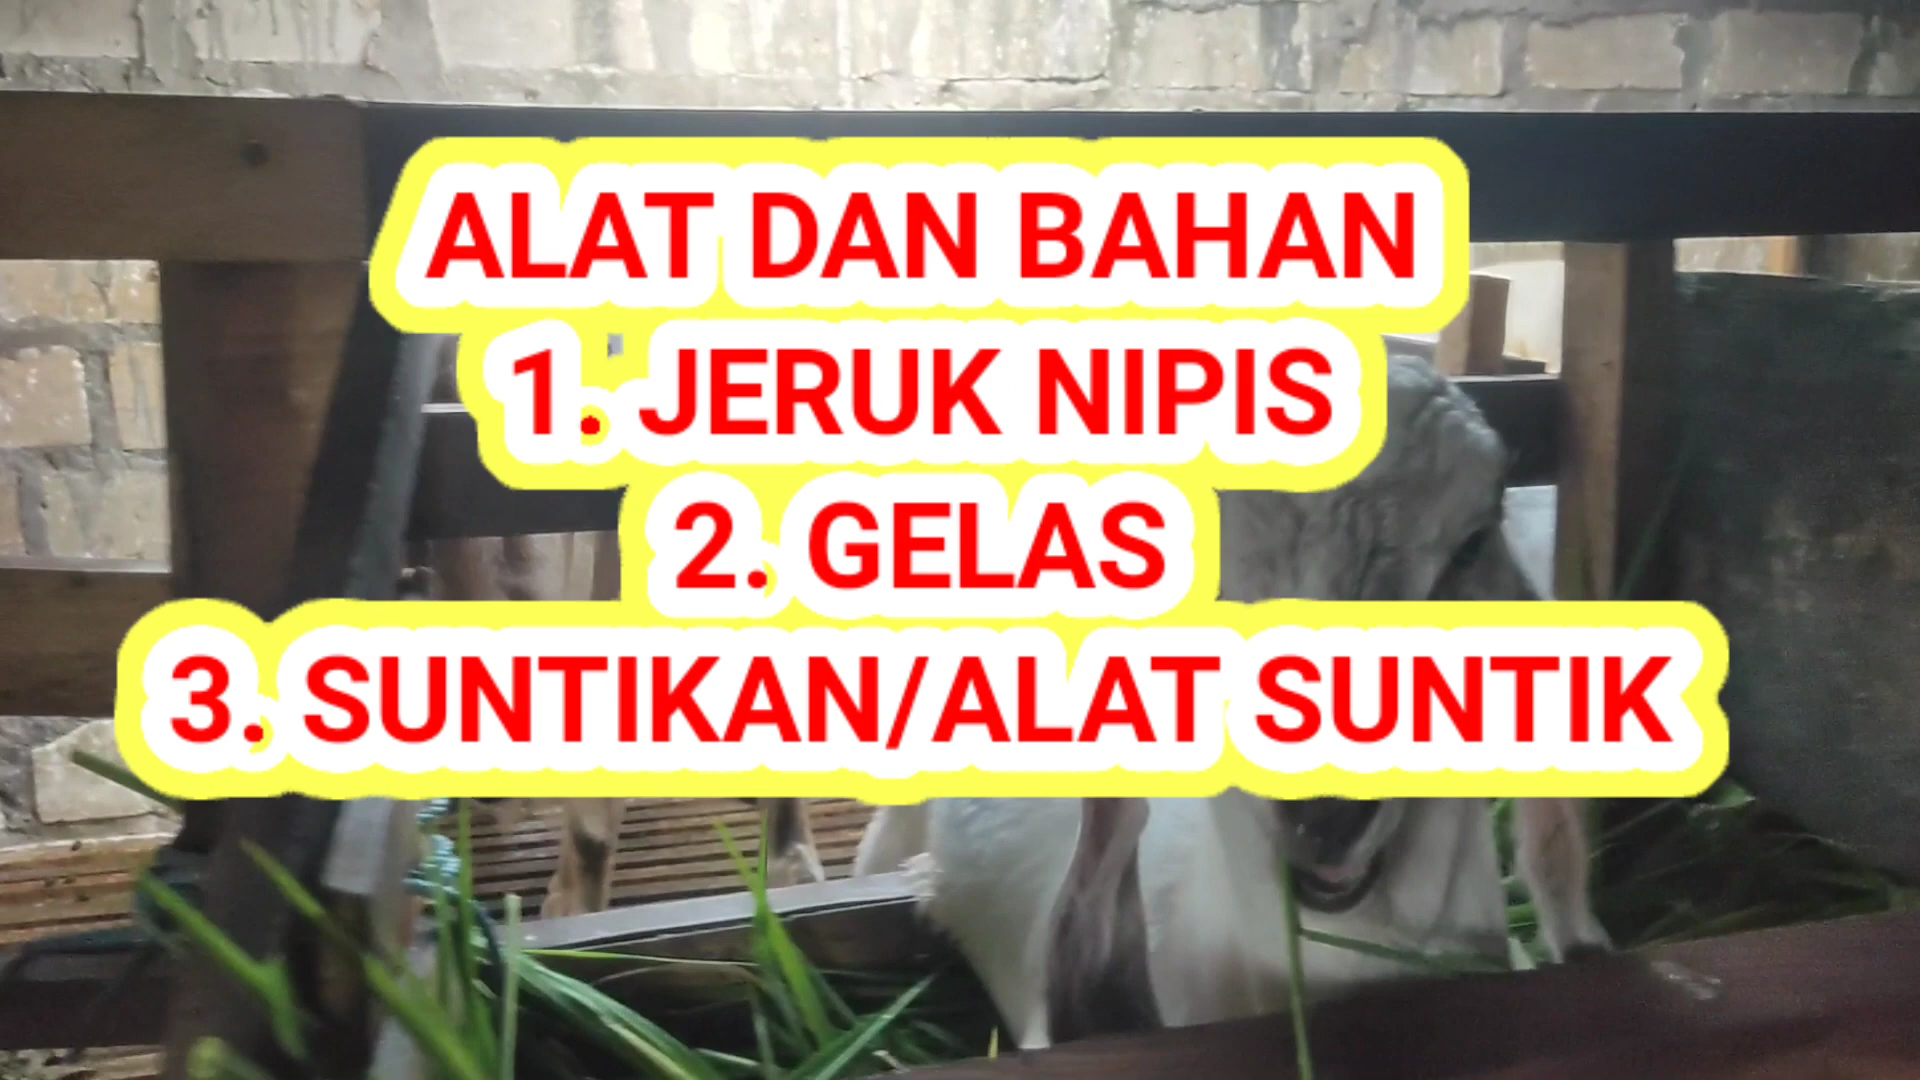 ALAT DAN BAHAN
1. JERUK NIPIS
2. GELAS
3. SUNTIKAN/ALAT SUNTIK